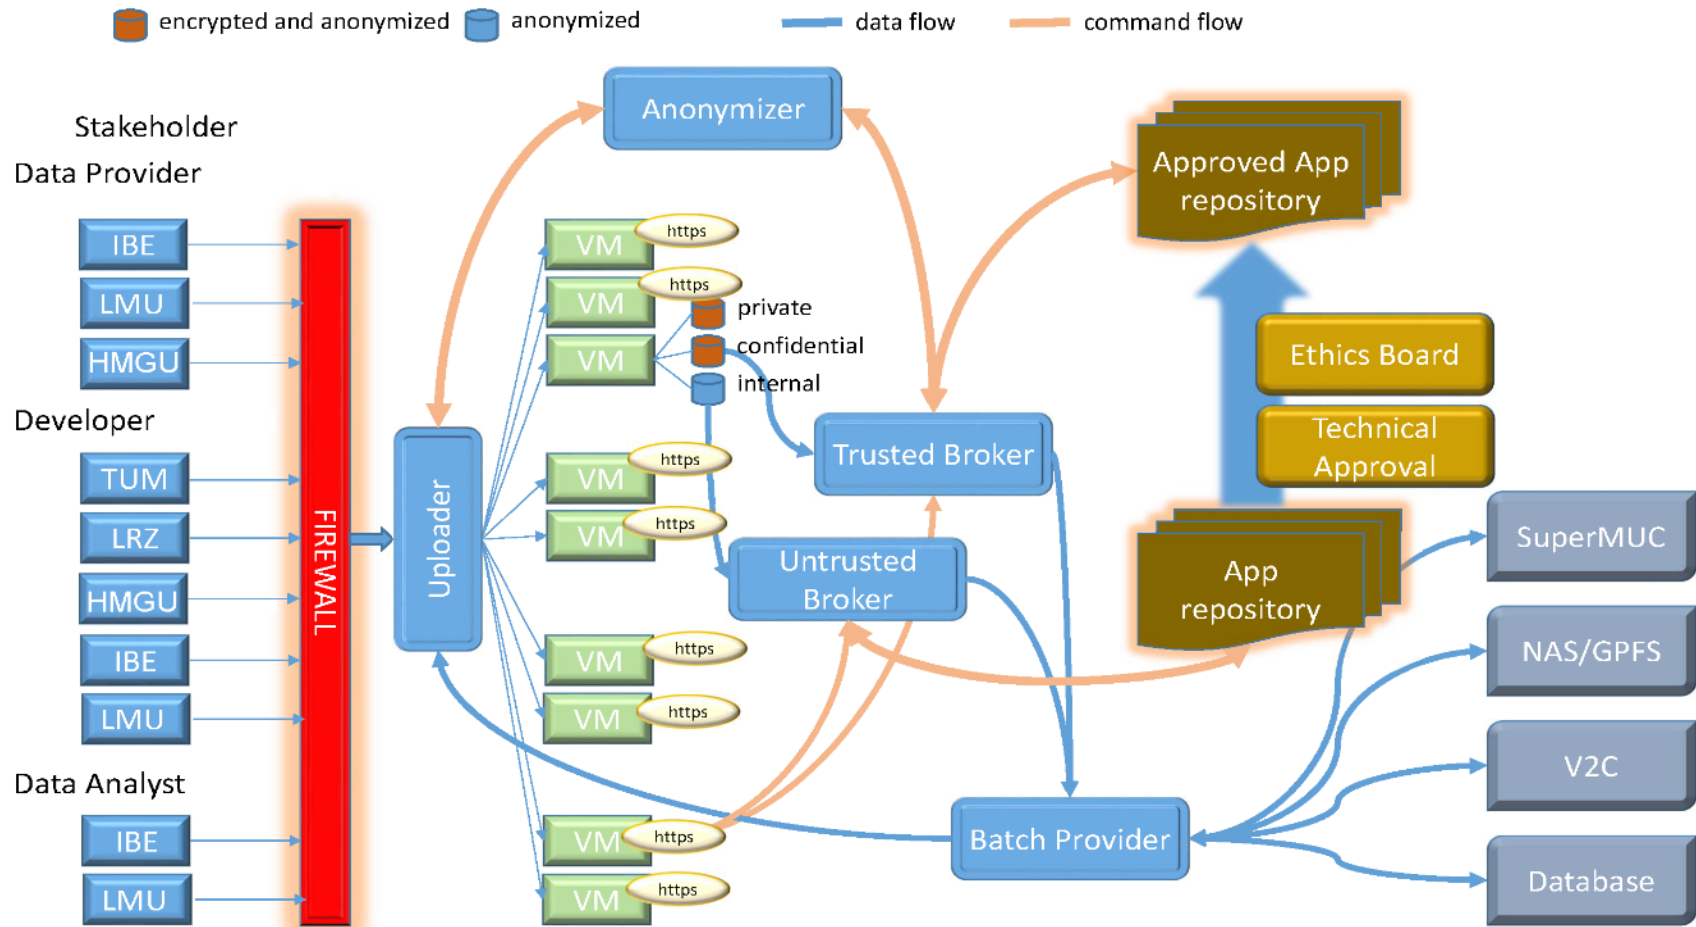 encrypted and anonymized
anonymized
data flow
command flow
Anonymizer
Stakeholder
Data Provider
IBE
LMU
HMGU
Developer
TUM
LRZ
HMGU
IBE
LMU
Data Analyst
IBE
LMU
FIREWALL
Uploader
VM
https
VM
https
VM
private
confidential
internal
VM
https
VM
https
VM
https
VM
https
VM
https
VM
https
Trusted Broker
Untrusted
Broker
Batch Provider
Approved App
repository
Ethics Board
Technical
Approval
App
repository
SuperMUC
NAS/GPFS
V2C
Database